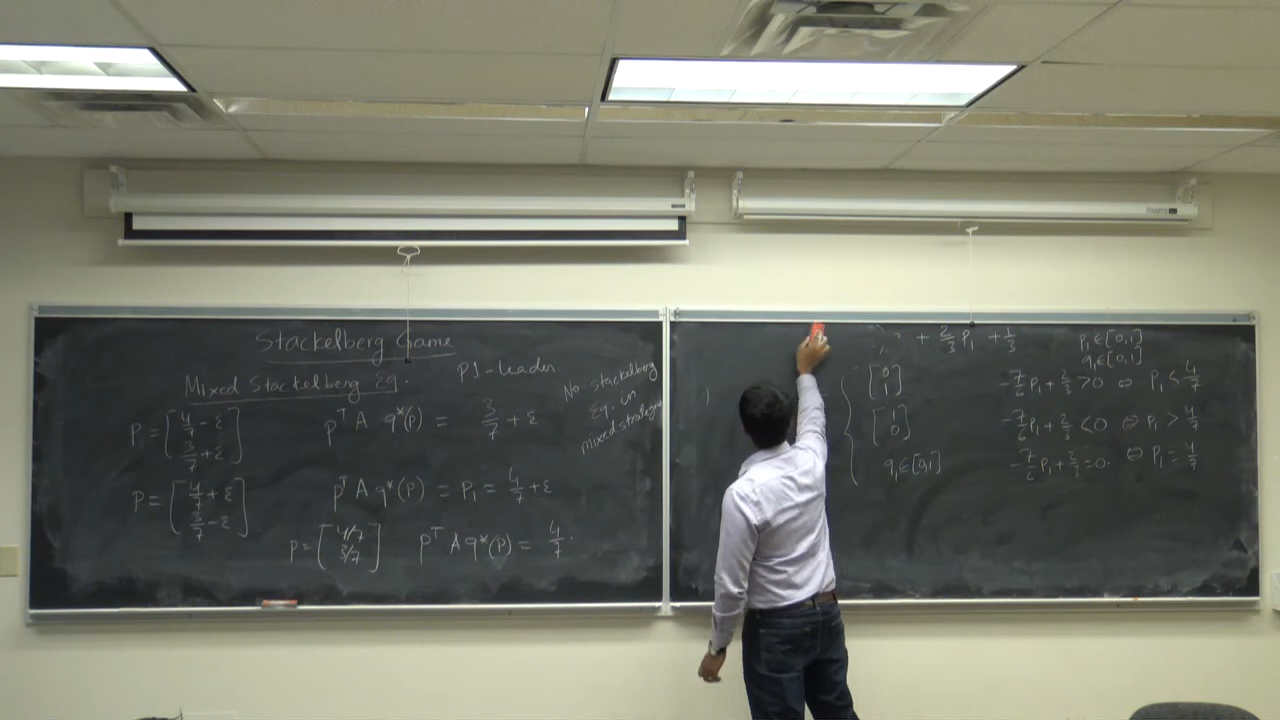 Stackelberg Game
Mixed Stackelberg Eq.
P1-leader
No stackelberg
Eq. in
mixed strategies
P = [4/7 - ε
3/7 + ε]
pᵀ A q*(p) = 3/7 + ε
P = [4/7 + ε
3/7 - ε]
pᵀ A q*(p) = P₁ = 4/7 + ε
P = [4/7
3/7]
pᵀ A q*(p) = 4/7.
+ 2/3 P₁ + 1/3
P₁ ∈ [0,1]
q₁ ∈ [0,1]
[0
1]
-7/6 P₁ + 2/3 > 0 ⇔ P₁ < 4/7
[1
0]
-7/6 P₁ + 2/3 < 0 ⇔ P₁ > 4/7
q₁ ∈ [0,1]
-7/6 P₁ + 2/3 = 0. ⇔ P₁ = 4/7